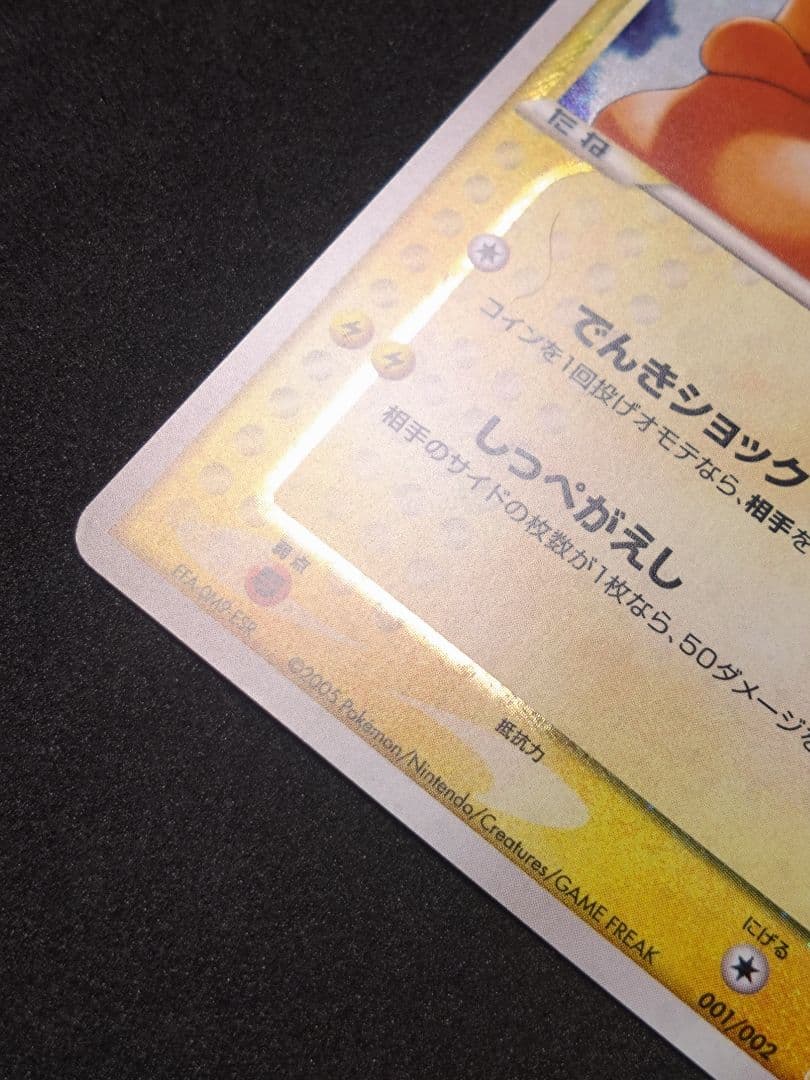 たね
でんきショック
コインを1回投げオモテなら、相手を
しっぺがえし
相手のサイドの枚数が1枚なら、50ダメージを
弱点
抵抗力
にげる
©2005 Pokémon/Nintendo/Creatures/GAME FREAK
001/002